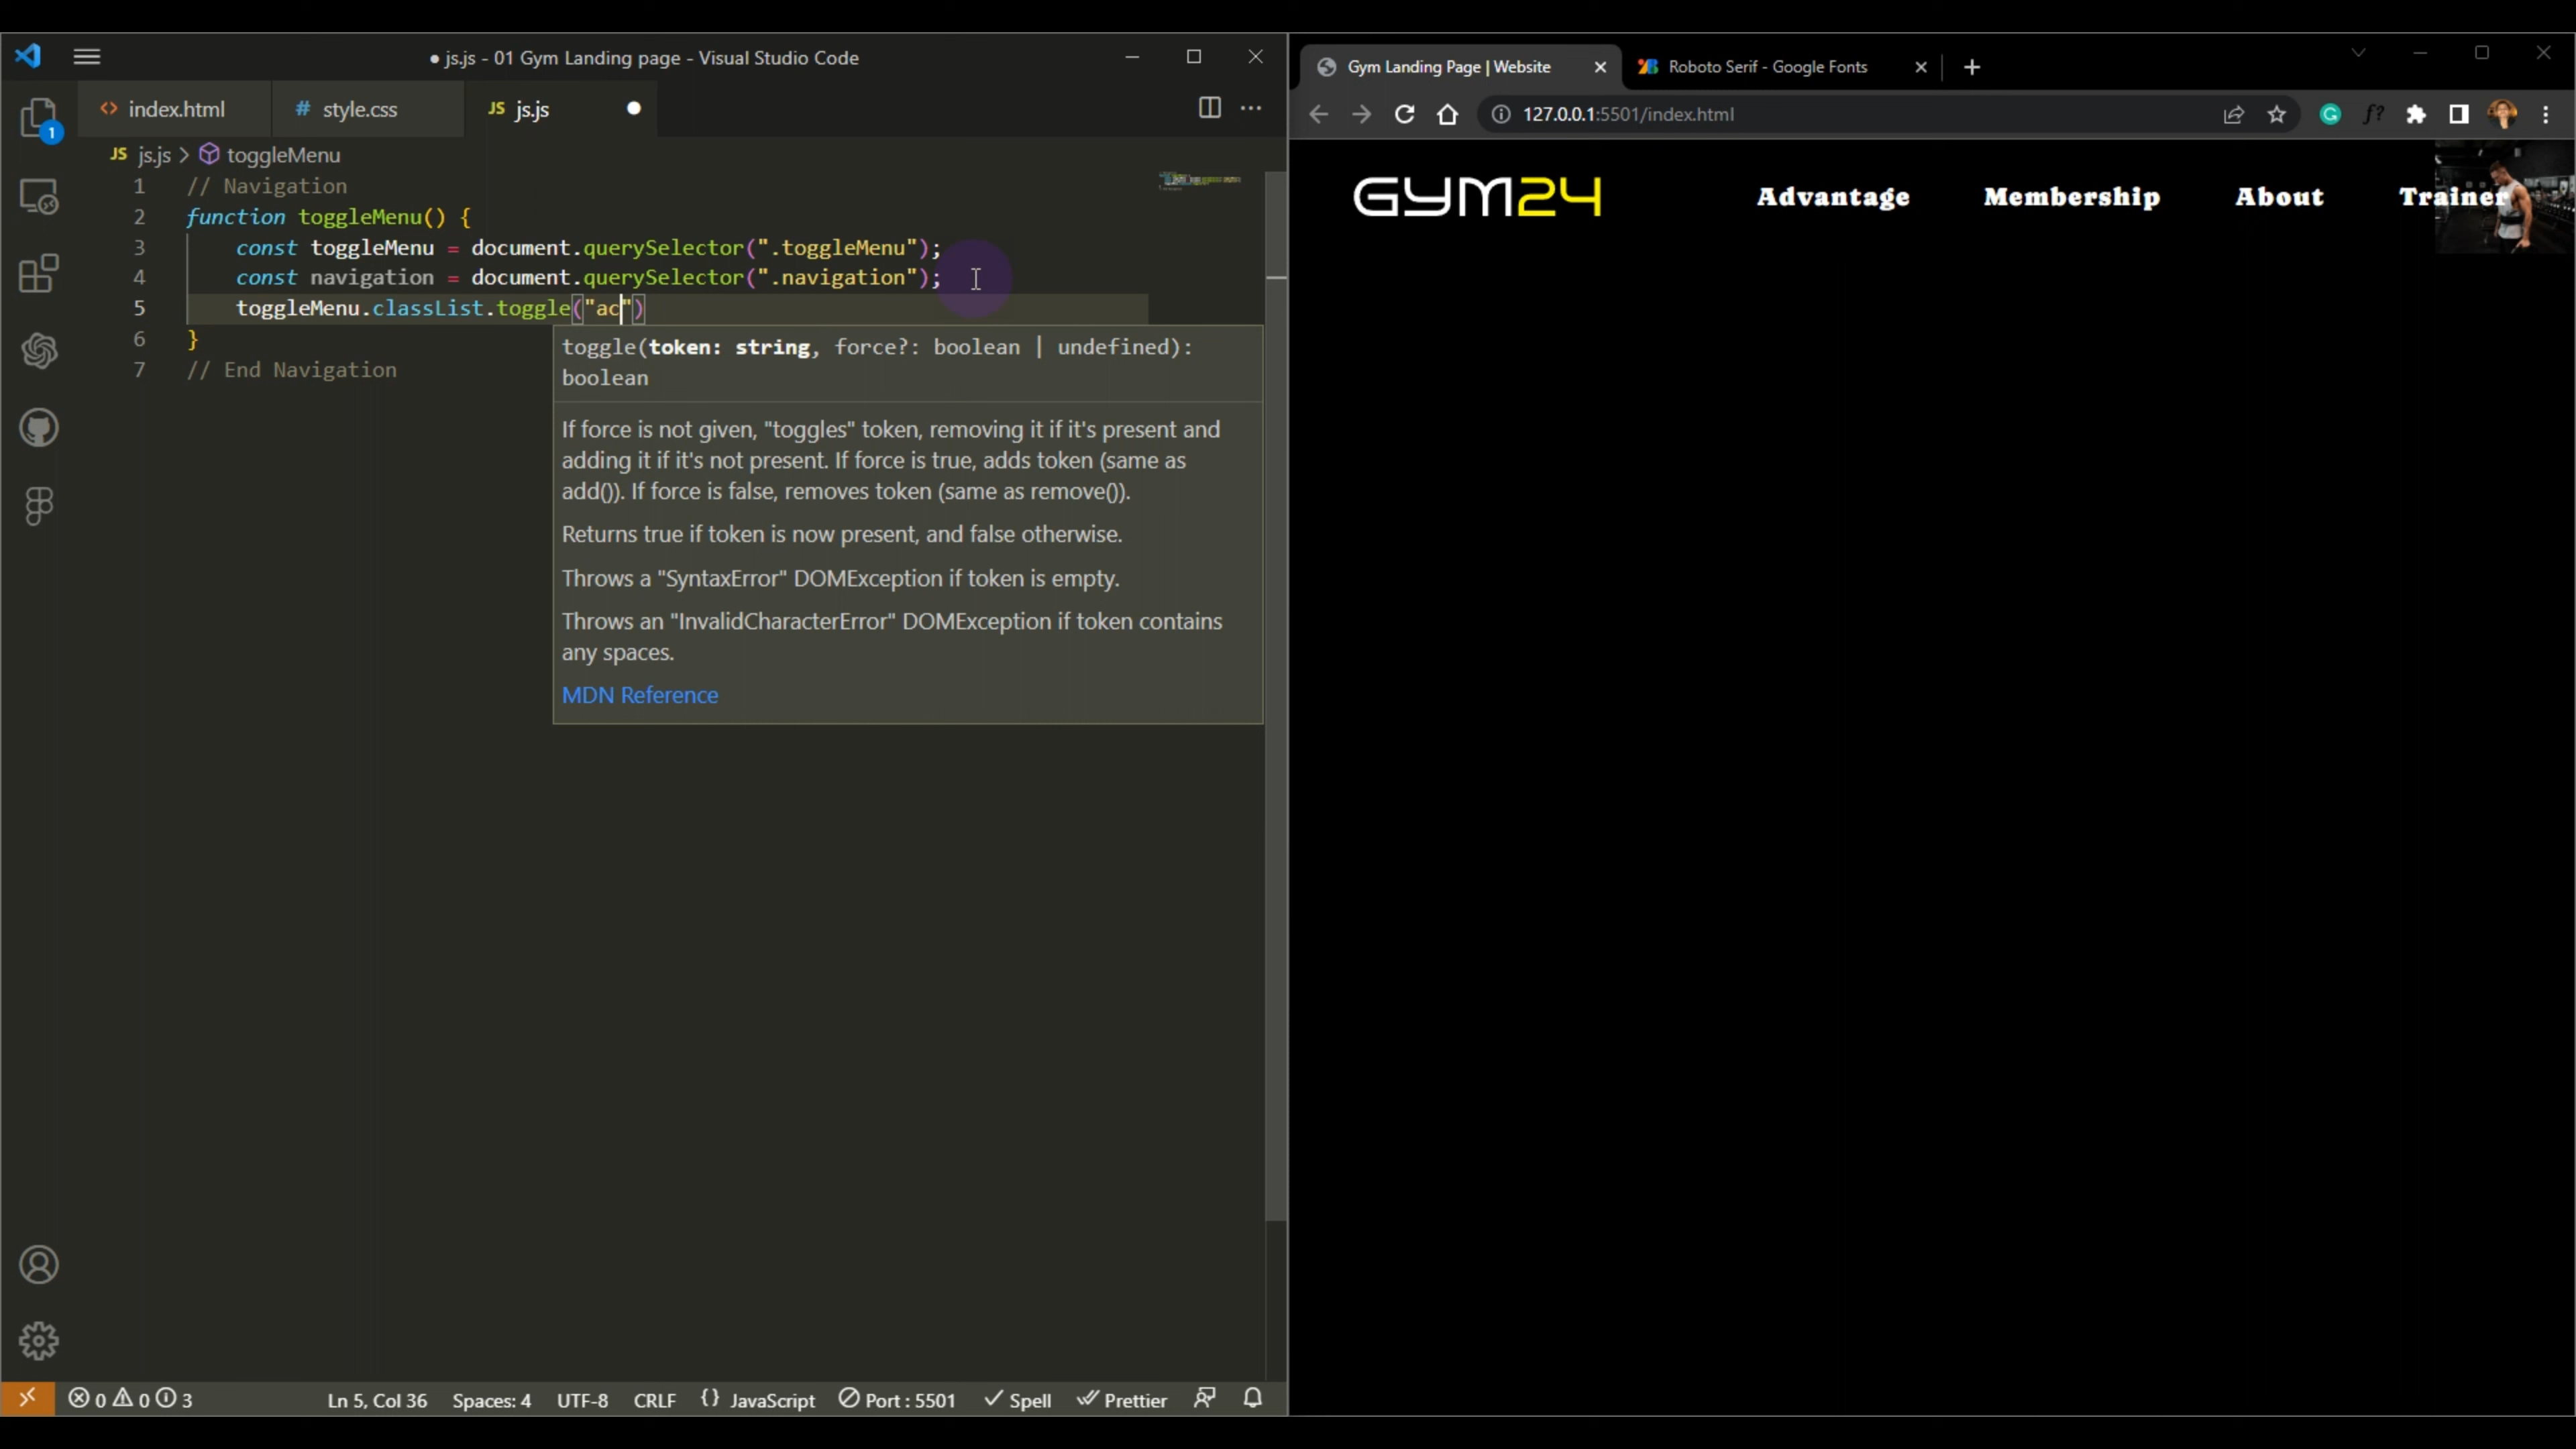 ● js.js - 01 Gym Landing page - Visual Studio Code
index.html
style.css
JS js.js
JS js.js > toggleMenu
1 // Navigation
2 function toggleMenu() {
3 const toggleMenu = document.querySelector(".toggleMenu");
4 const navigation = document.querySelector(".navigation");
5 toggleMenu.classList.toggle("ac")
6 }
7 // End Navigation
toggle(token: string, force?: boolean | undefined):
boolean
If force is not given, "toggles" token, removing it if it's present and
adding it if it's not present. If force is true, adds token (same as
add()). If force is false, removes token (same as remove()).
Returns true if token is now present, and false otherwise.
Throws a "SyntaxError" DOMException if token is empty.
Throws an "InvalidCharacterError" DOMException if token contains
any spaces.
MDN Reference
1
0 0 3
Ln 5, Col 36 Spaces: 4 UTF-8 CRLF {} JavaScript Port : 5501 Spell Prettier
Gym Landing Page | Website
Roboto Serif - Google Fonts
127.0.0.1:5501/index.html
f?
GYM24
Advantage Membership About Trainer